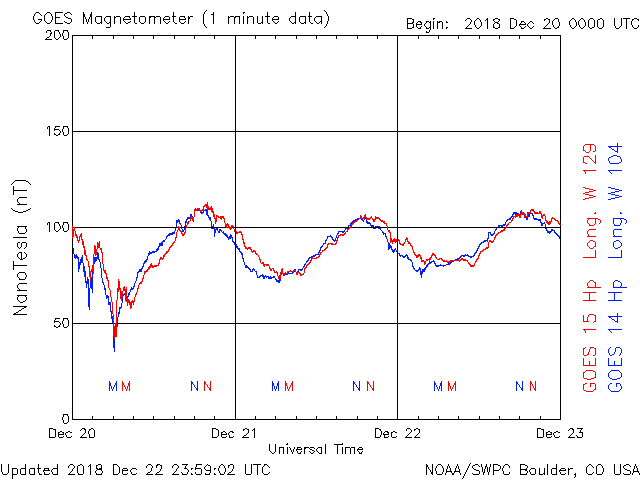 GOES Magnetometer (1 minute data)
Begin: 2018 Dec 20 0000 UTC
200
150
100
50
0
NanoTesla (nT)
M M N N M M N N M M N N
Dec 20 Dec 21 Dec 22 Dec 23
Universal Time
GOES 15 Hp Long. W 129
GOES 14 Hp Long. W 104
Updated 2018 Dec 22 23:59:02 UTC
NOAA/SWPC Boulder, CO USA